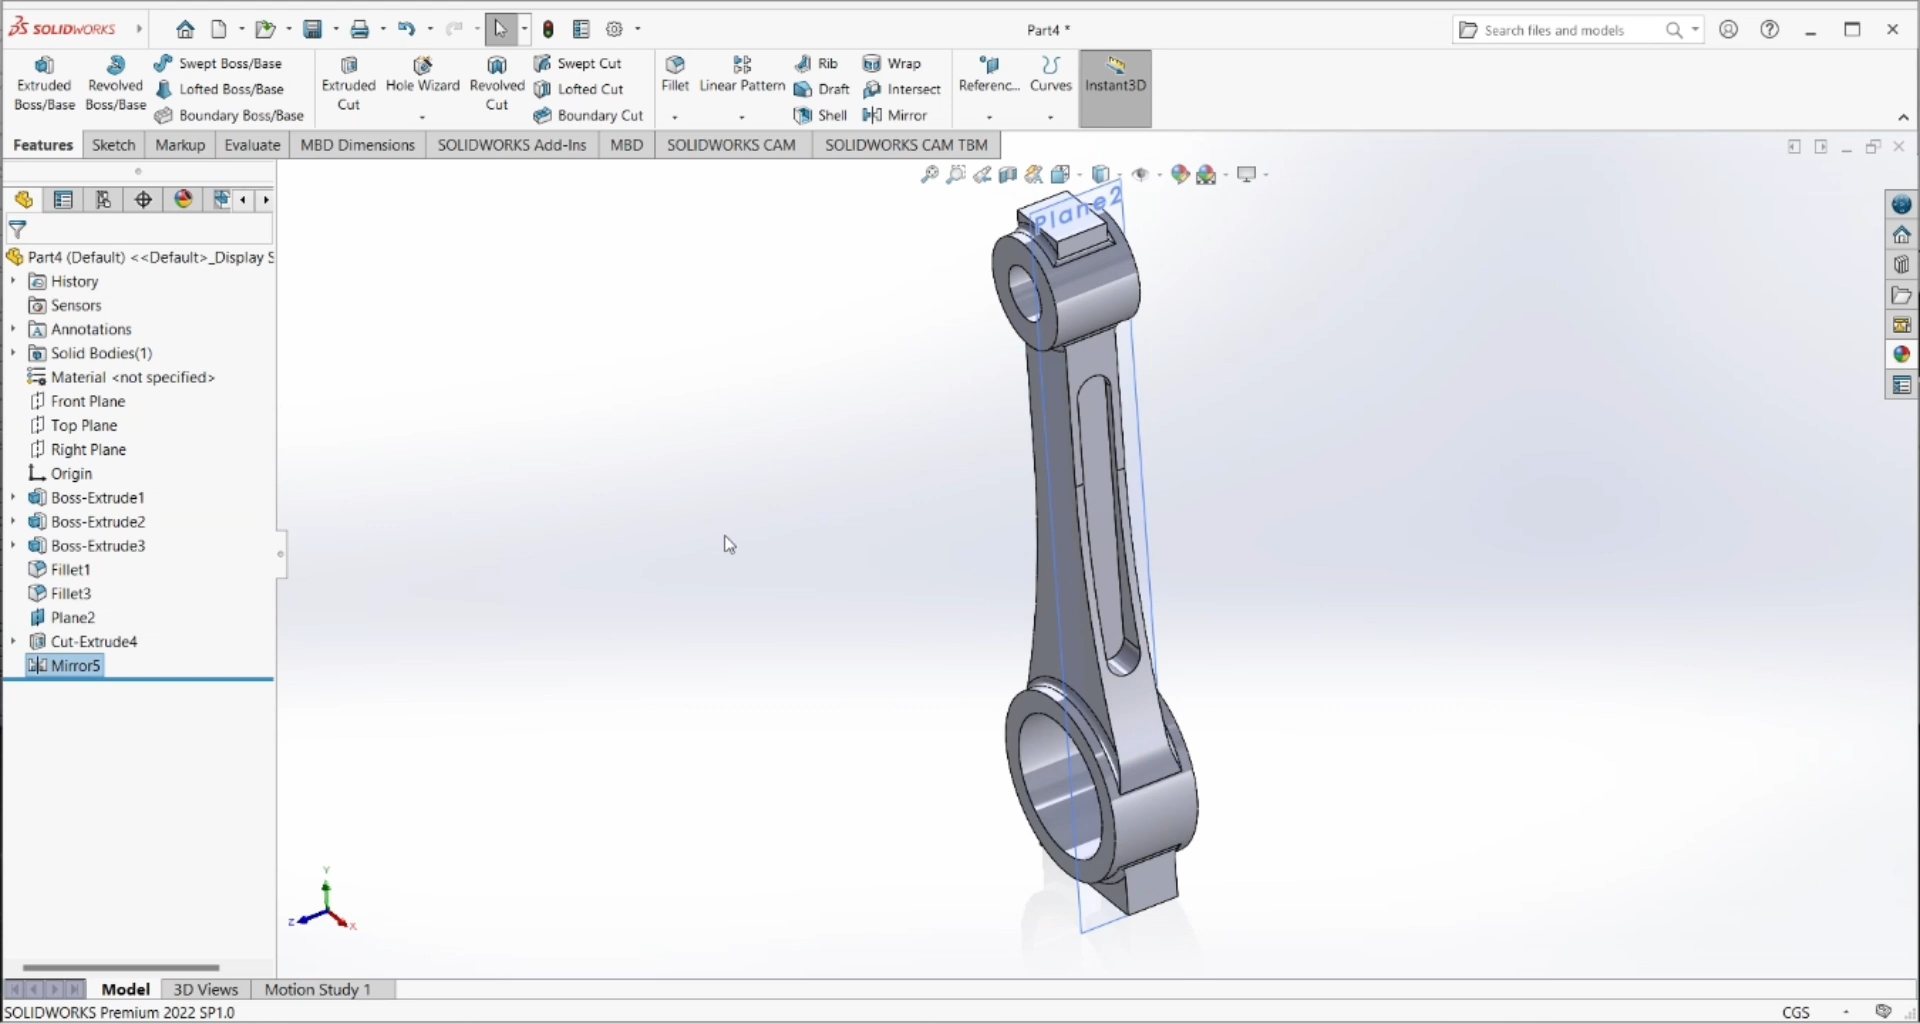 SOLIDWORKS
Part4 *
Search files and models
Extruded Boss/Base
Revolved Boss/Base
Swept Boss/Base
Lofted Boss/Base
Boundary Boss/Base
Extruded Cut
Hole Wizard
Revolved Cut
Swept Cut
Lofted Cut
Boundary Cut
Fillet
Linear Pattern
Rib
Draft
Shell
Wrap
Intersect
Mirror
Referenc...
Curves
Instant3D
Features
Sketch
Markup
Evaluate
MBD Dimensions
SOLIDWORKS Add-Ins
MBD
SOLIDWORKS CAM
SOLIDWORKS CAM TBM
Part4 (Default) <<Default>_Display S
History
Sensors
Annotations
Solid Bodies(1)
Material <not specified>
Front Plane
Top Plane
Right Plane
Origin
Boss-Extrude1
Boss-Extrude2
Boss-Extrude3
Fillet1
Fillet3
Plane2
Cut-Extrude4
Mirror5
Plane2
Y
Z
X
Model
3D Views
Motion Study 1
SOLIDWORKS Premium 2022 SP1.0
CGS